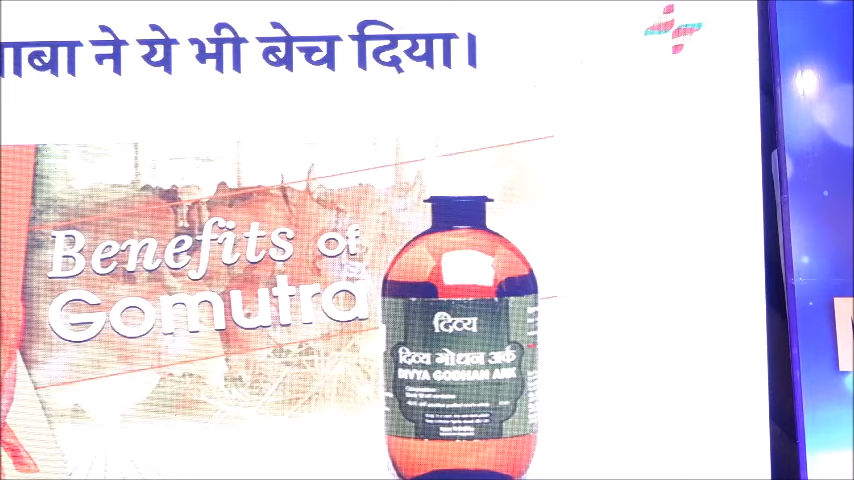 ाबा ने ये भी बेच दिया।
Benefits of
Gomutra
दिव्य
दिव्य गोधन अर्क
DIVYA GODHAN ARK